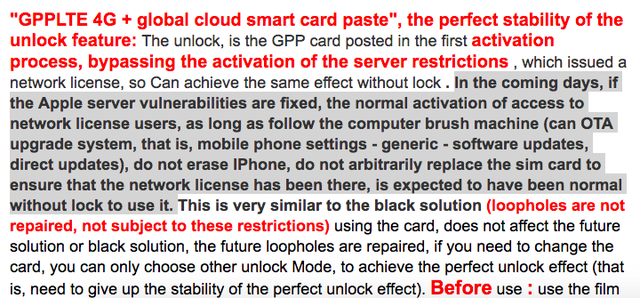 "GPPLTE 4G + global cloud smart card paste", the perfect stability of the
unlock feature: The unlock, is the GPP card posted in the first activation
process, bypassing the activation of the server restrictions , which issued a
network license, so Can achieve the same effect without lock . In the coming days, if
the Apple server vulnerabilities are fixed, the normal activation of access to
network license users, as long as follow the computer brush machine (can OTA
upgrade system, that is, mobile phone settings - generic - software updates,
direct updates), do not erase IPhone, do not arbitrarily replace the sim card to
ensure that the network license has been there, is expected to have been normal
without lock to use it. This is very similar to the black solution (loopholes are not
repaired, not subject to these restrictions) using the card, does not affect the future
solution or black solution, the future loopholes are repaired, if you need to change the
card, you can only choose other unlock Mode, to achieve the perfect unlock effect (that
is, need to give up the stability of the perfect unlock effect). Before use : use the film